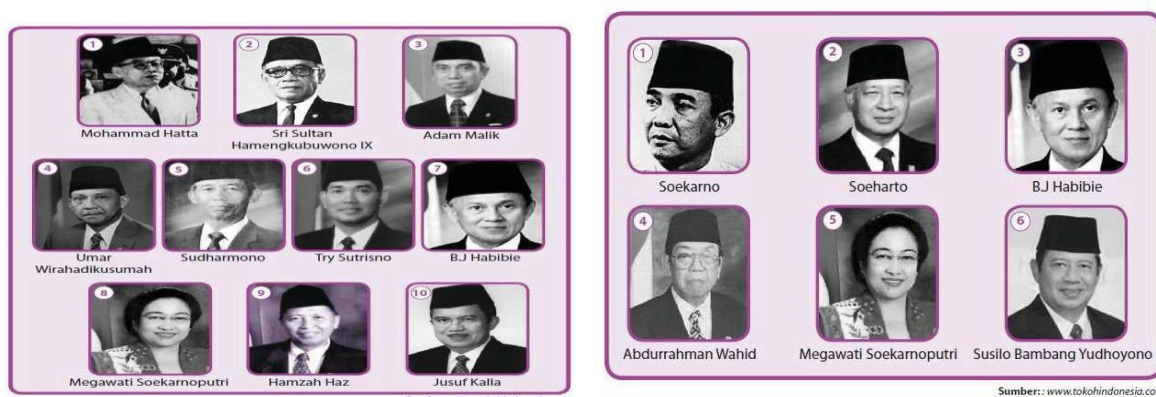 1
2
3
Mohammad Hatta
Sri Sultan
Hamengkubuwono IX
Adam Malik
4
5
6
7
Umar
Wirahadikusumah
Sudharmono
Try Sutrisno
B.J Habibie
8
9
10
Megawati Soekarnoputri
Hamzah Haz
Jusuf Kalla
1
2
3
Soekarno
Soeharto
B.J Habibie
4
5
6
Abdurrahman Wahid
Megawati Soekarnoputri
Susilo Bambang Yudhoyono
Sumber: : www.tokohindonesia.co